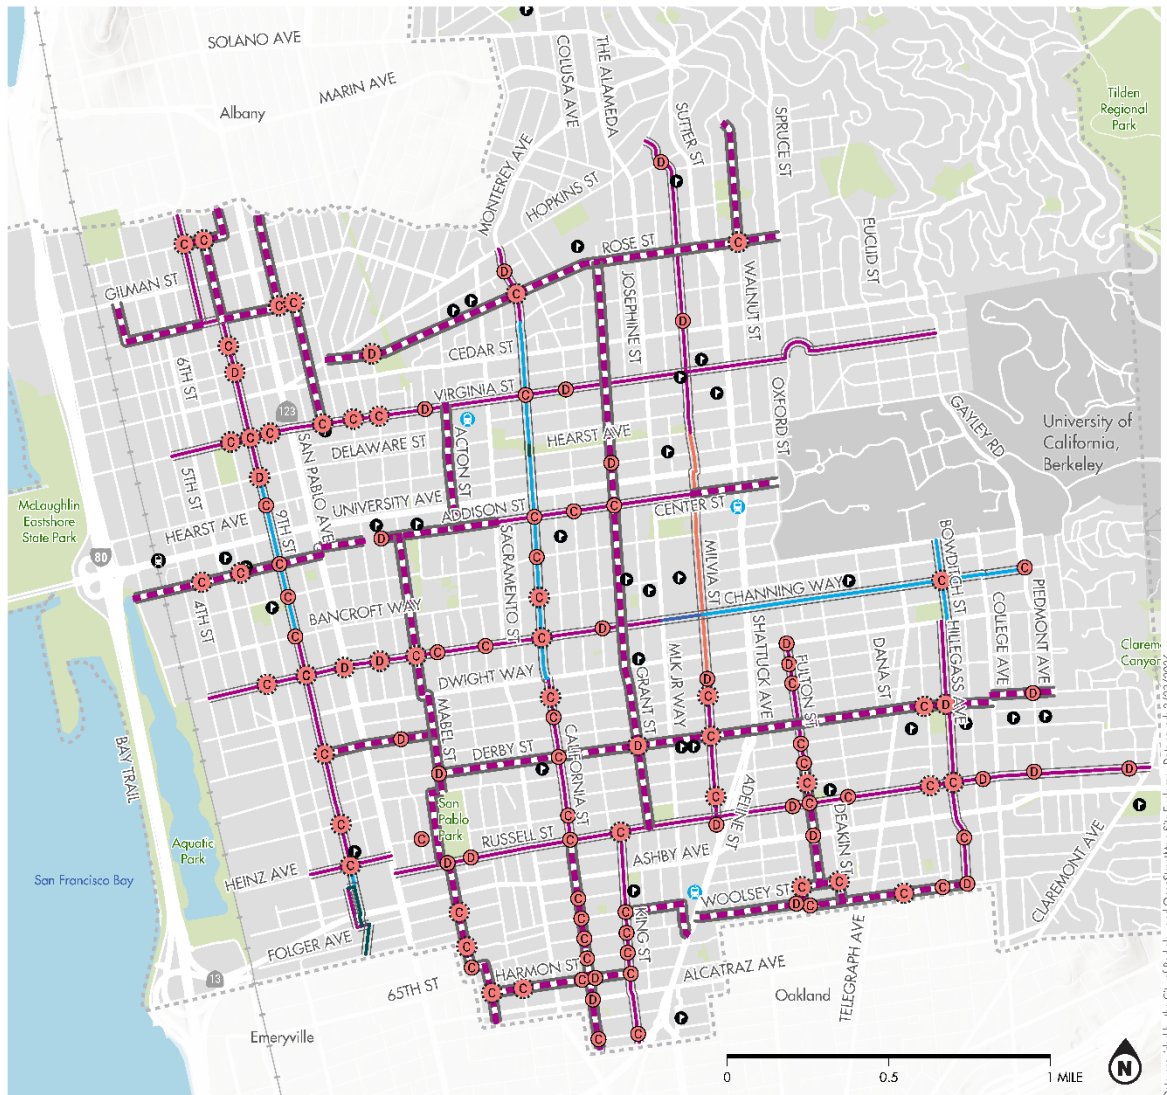 SOLANO AVE
MARIN AVE
Albany
COLUSA AVE
THE ALAMEDA
SUTTER ST
SPRUCE ST
Tilden
Regional
Park
MONTEREY AVE
HOPKINS ST
ROSE ST
EUCLID ST
GILMAN ST
JOSEPHINE ST
WALNUT ST
6TH ST
CEDAR ST
VIRGINIA ST
OXFORD ST
123
DELAWARE ST
ACTON ST
HEARST AVE
GAYLEY RD
University of
California,
Berkeley
5TH ST
SAN PABLO AVE
UNIVERSITY AVE
ADDISON ST
CENTER ST
McLaughlin
Eastshore
State Park
HEARST AVE
9TH ST
SACRAMENTO ST
MILVIA ST
BOWDITCH ST
80
4TH ST
BANCROFT WAY
CHANNING WAY
COLLEGE AVE
PIEDMONT AVE
DWIGHT WAY
MABEL ST
GRANT ST
MLK JR WAY
SHATTUCK AVE
FULTON ST
DANA ST
HILLEGASS AVE
Claremont
Canyon
BAY TRAIL
DERBY ST
CALIFORNIA ST
ADELINE ST
San
Pablo
Park
RUSSELL ST
DEAKIN ST
Aquatic
Park
San Francisco Bay
HEINZ AVE
ASHBY AVE
WOOLSEY ST
CLAREMONT AVE
FOLGER AVE
KING ST
TELEGRAPH AVE
13
65TH ST
HARMON ST
ALCATRAZ AVE
Oakland
Emeryville
0
0.5
1 MILE
N